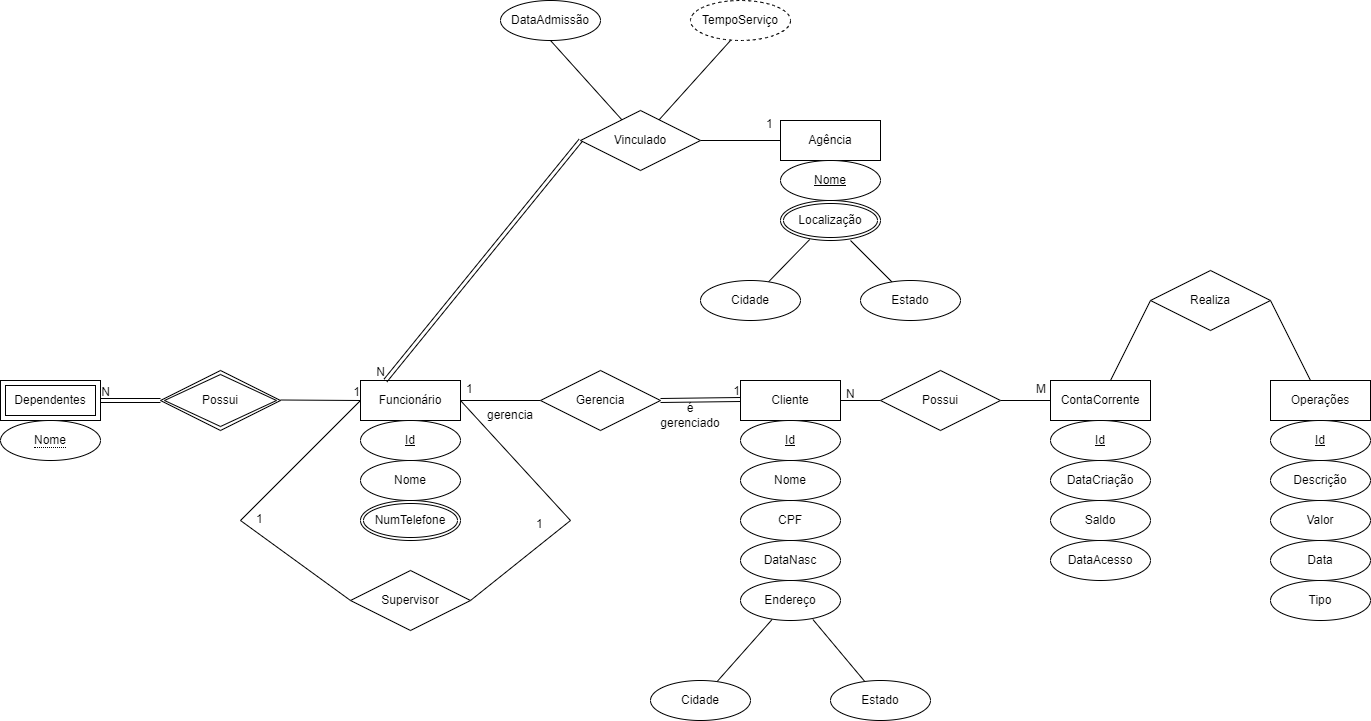 DataAdmissão
TempoServiço
Vinculado
1
Agência
Nome
Localização
Cidade
Estado
Realiza
N
Dependentes
N
Possui
1
Funcionário
1
gerencia
Gerencia
é
gerenciado
1
Cliente
N
Possui
M
ContaCorrente
Operações
Nome
Id
Nome
NumTelefone
1
1
Supervisor
Id
Nome
CPF
DataNasc
Endereço
Cidade
Estado
Id
DataCriação
Saldo
DataAcesso
Id
Descrição
Valor
Data
Tipo